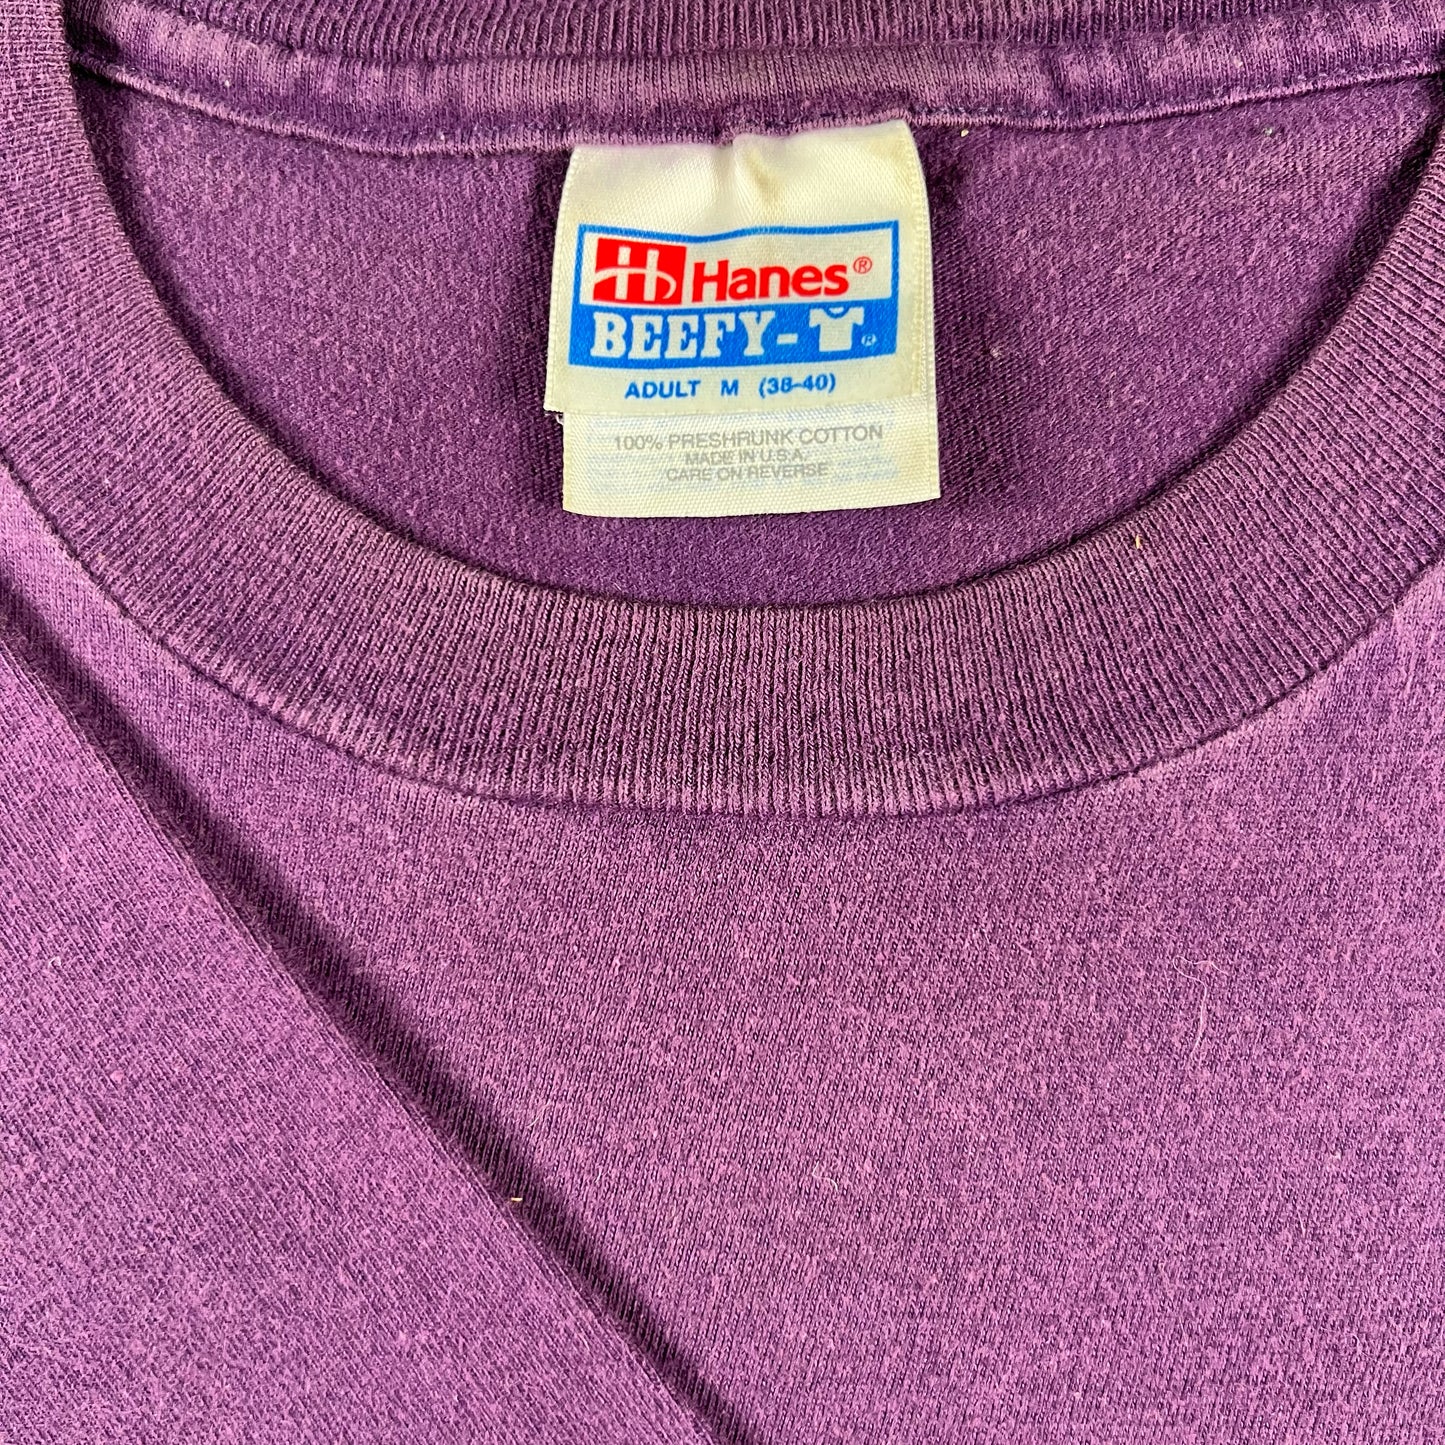 Hanes®
BEEFY-T®
ADULT M (38-40)
100% PRESHRUNK COTTON
MADE IN U.S.A.
CARE ON REVERSE